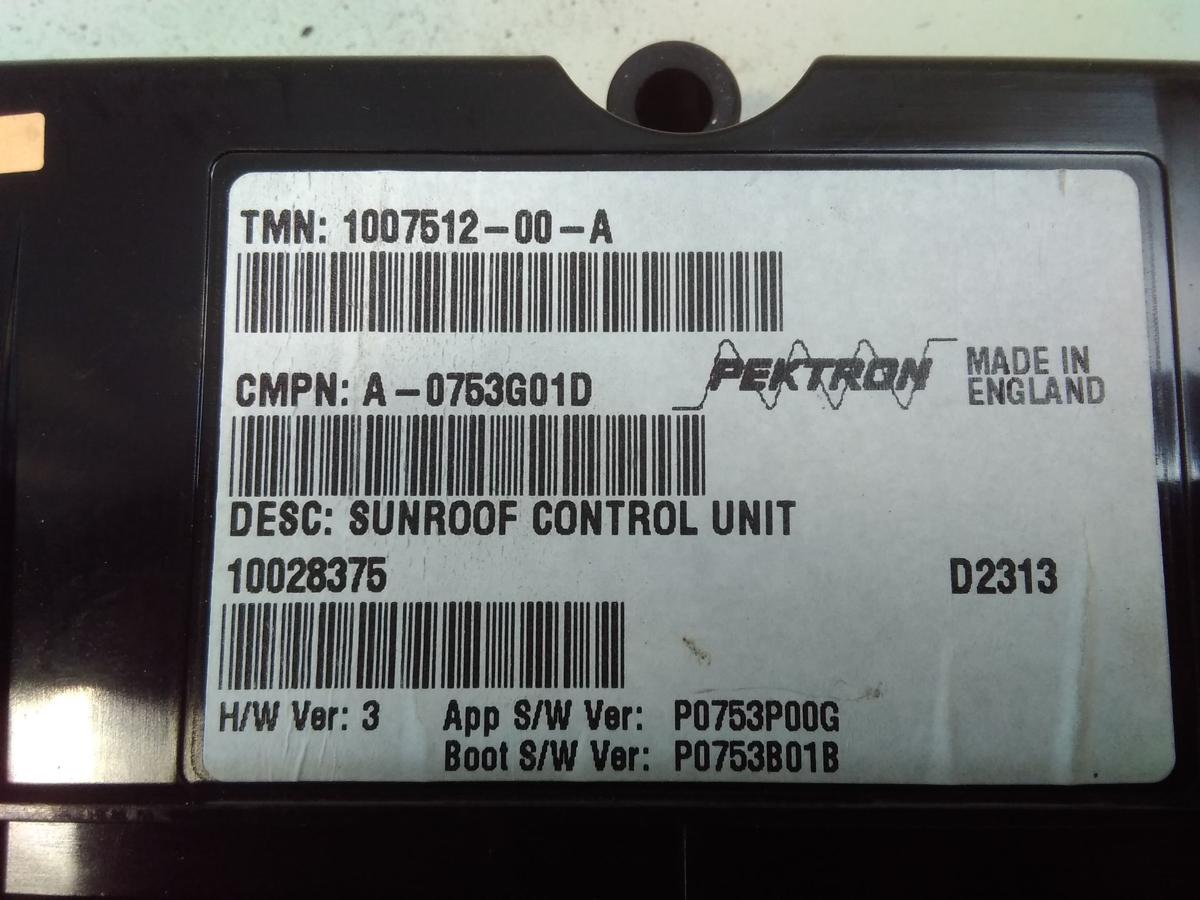 TMN: 1007512-00-A
CMPN: A-0753G01D
PEKTRON
MADE IN
ENGLAND
DESC: SUNROOF CONTROL UNIT
10028375
D2313
H/W Ver: 3
App S/W Ver: P0753P00G
Boot S/W Ver: P0753B01B